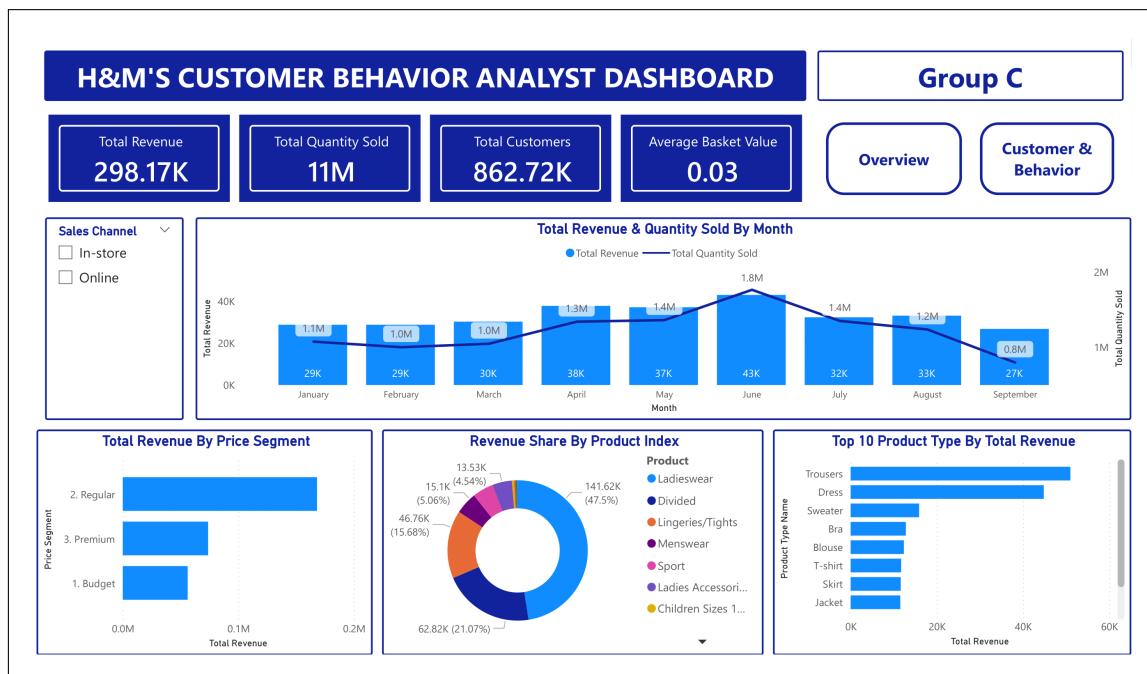 H&M'S CUSTOMER BEHAVIOR ANALYST DASHBOARD
Group C
Total Revenue
298.17K
Total Quantity Sold
11M
Total Customers
862.72K
Average Basket Value
0.03
Overview
Customer &
Behavior
Sales Channel
In-store
Online
Total Revenue & Quantity Sold By Month
Total Revenue
Total Quantity Sold
Total Revenue
40K
20K
0K
1.1M
1.0M
1.0M
1.3M
1.4M
1.8M
1.4M
1.2M
0.8M
29K
29K
30K
38K
37K
43K
32K
33K
27K
January
February
March
April
May
June
July
August
September
Month
2M
1M
Total Quantity Sold
Total Revenue By Price Segment
Price Segment
2. Regular
3. Premium
1. Budget
0.0M
0.1M
0.2M
Total Revenue
Revenue Share By Product Index
13.53K
(4.54%)
15.1K
(5.06%)
46.76K
(15.68%)
62.82K (21.07%)
141.62K
(47.5%)
Product
Ladieswear
Divided
Lingeries/Tights
Menswear
Sport
Ladies Accessori...
Children Sizes 1...
Top 10 Product Type By Total Revenue
Product Type Name
Trousers
Dress
Sweater
Bra
Blouse
T-shirt
Skirt
Jacket
0K
20K
40K
60K
Total Revenue